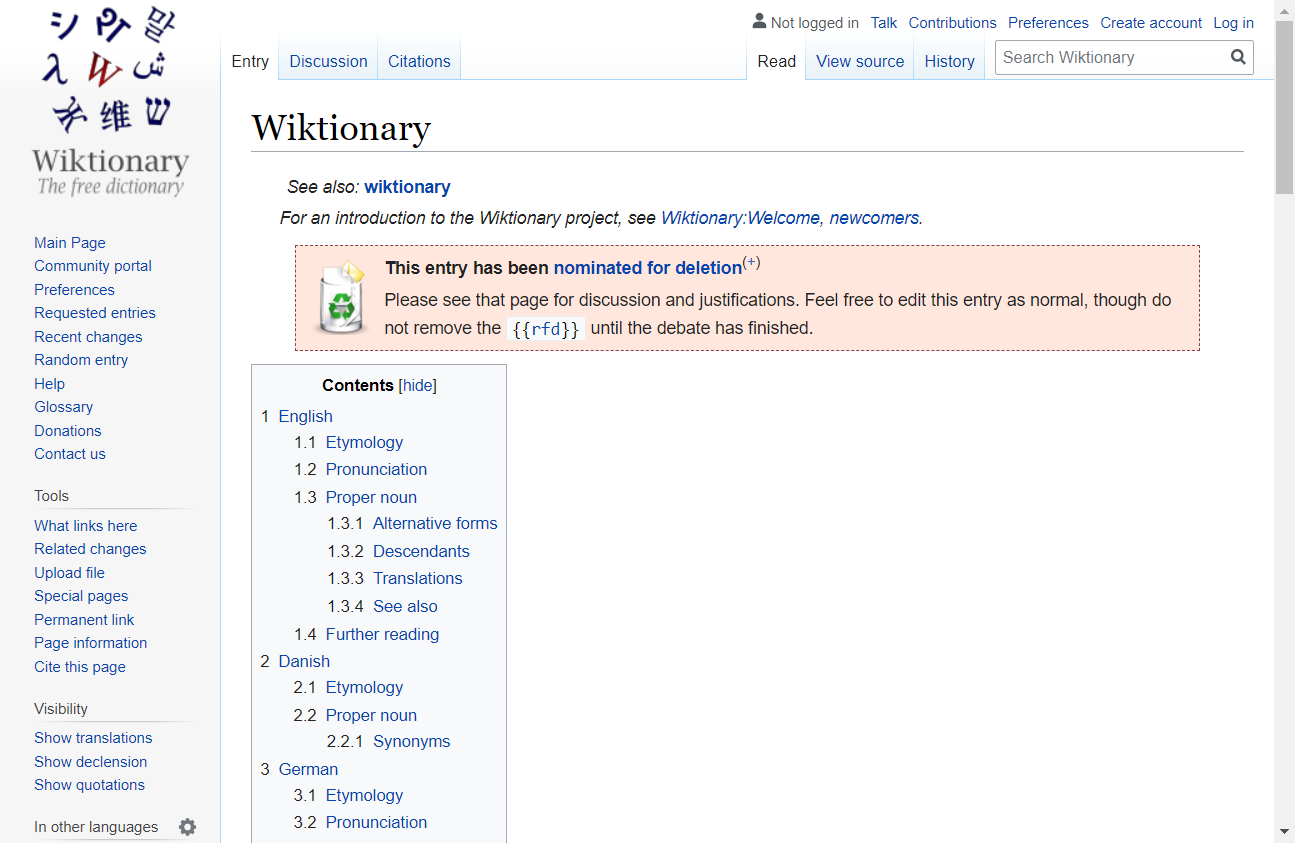 シ
葛
λ
W
ش
维
ש
Wiktionary
The free dictionary
Not logged in Talk Contributions Preferences Create account Log in
Entry Discussion Citations Read View source History Search Wiktionary
Wiktionary
See also: wiktionary
For an introduction to the Wiktionary project, see Wiktionary:Welcome, newcomers.
This entry has been nominated for deletion(+)
Please see that page for discussion and justifications. Feel free to edit this entry as normal, though do
not remove the {{rfd}} until the debate has finished.
Main Page
Community portal
Preferences
Requested entries
Recent changes
Random entry
Help
Glossary
Donations
Contact us
Tools
What links here
Related changes
Upload file
Special pages
Permanent link
Page information
Cite this page
Visibility
Show translations
Show declension
Show quotations
In other languages
Contents [hide]
1 English
1.1 Etymology
1.2 Pronunciation
1.3 Proper noun
1.3.1 Alternative forms
1.3.2 Descendants
1.3.3 Translations
1.3.4 See also
1.4 Further reading
2 Danish
2.1 Etymology
2.2 Proper noun
2.2.1 Synonyms
3 German
3.1 Etymology
3.2 Pronunciation